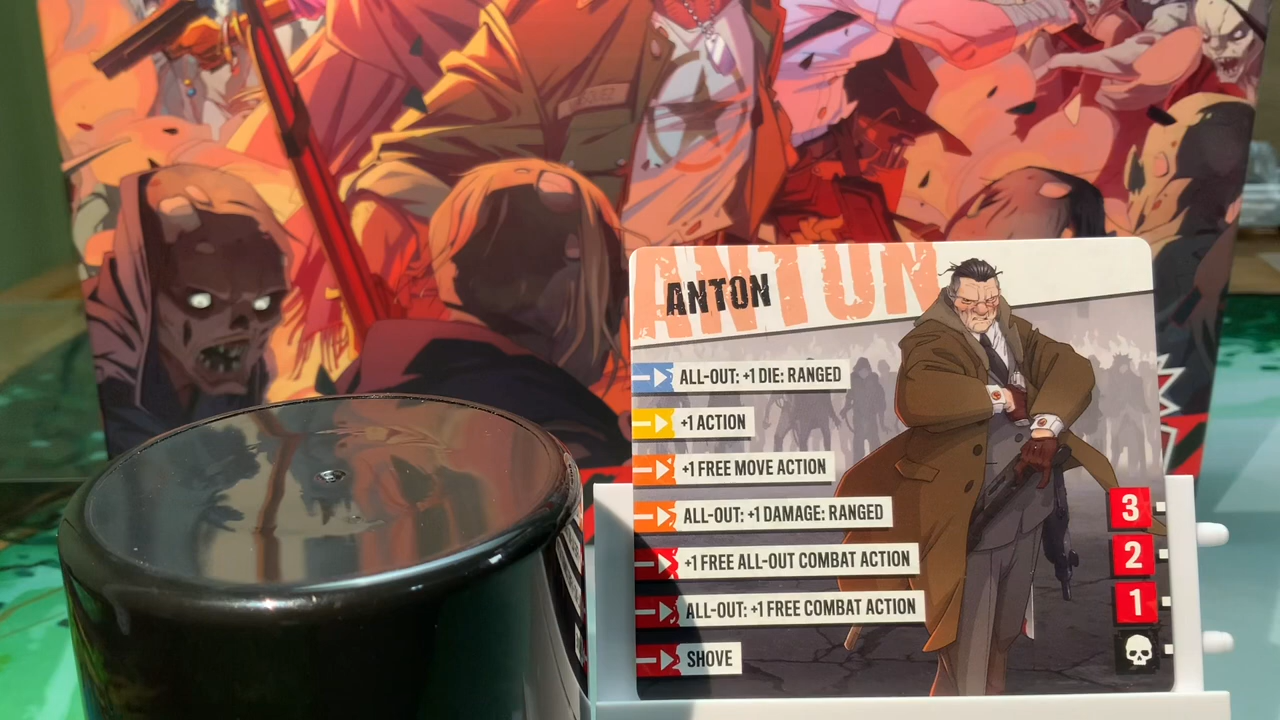 ANTON
ANTON
ALL-OUT: +1 DIE: RANGED
+1 ACTION
+1 FREE MOVE ACTION
ALL-OUT: +1 DAMAGE: RANGED
+1 FREE ALL-OUT COMBAT ACTION
ALL-OUT: +1 FREE COMBAT ACTION
SHOVE
3
2
1